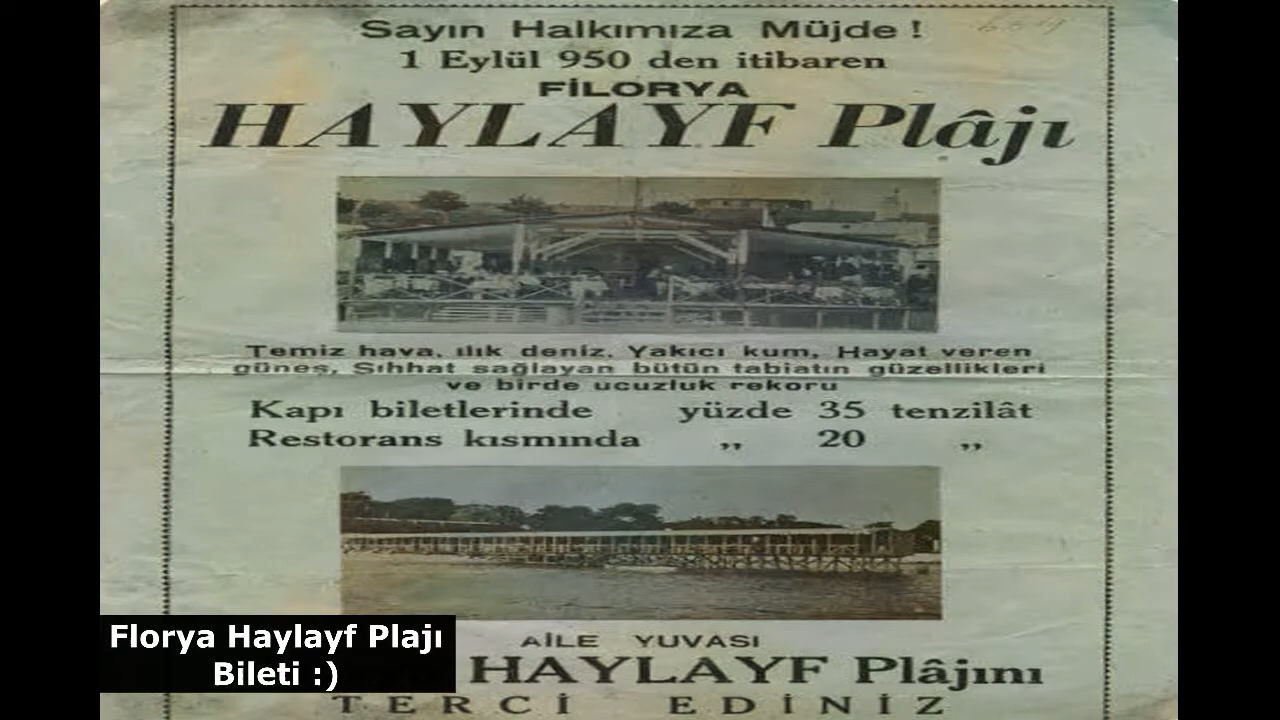 Sayın Halkımıza Müjde !
1 Eylül 950 den itibaren
FİLORYA
HAYLAYF Plâjı
Temiz hava, ılık deniz, Yakıcı kum, Hayat veren
güneş, Sıhhat sağlayan bütün tabiatın güzellikleri
ve birde ucuzluk rekoru
Kapı biletlerinde yüzde 35 tenzilât
Restorans kısmında ,, 20 ,,
AİLE YUVASI
HAYLAYF Plâjını
TERCİ EDİNİZ
Florya Haylayf Plajı
Bileti :)